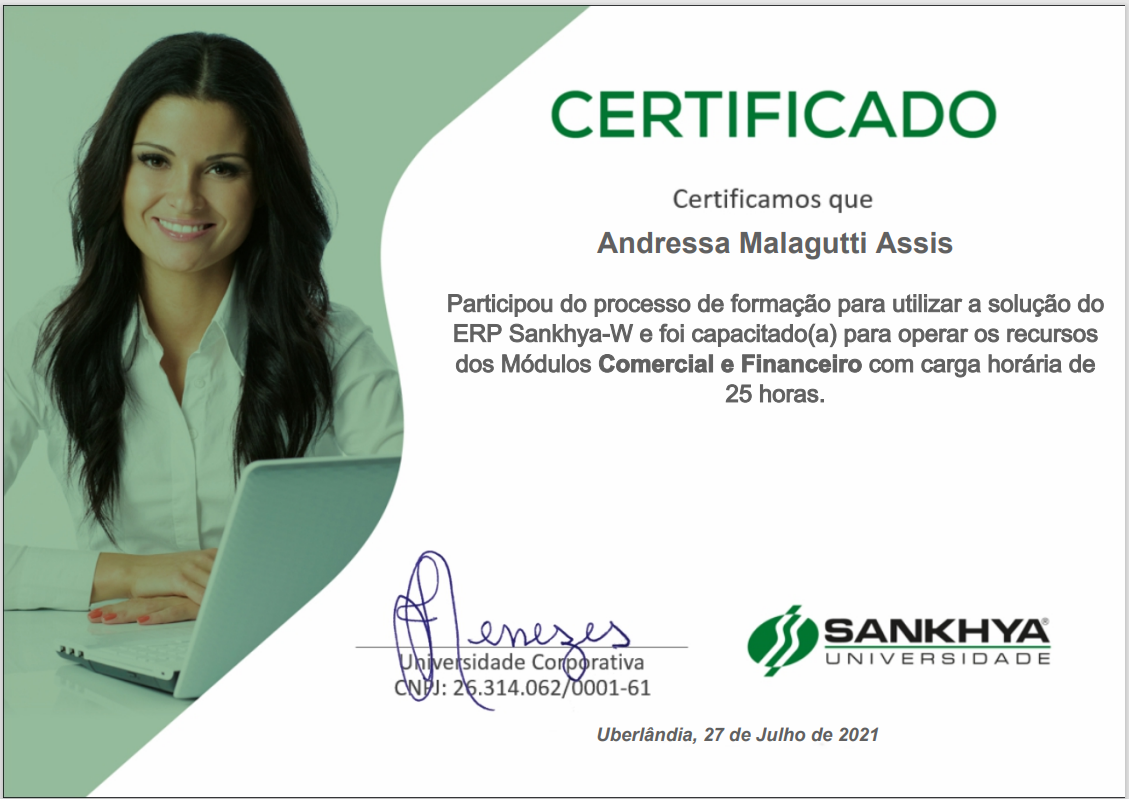 CERTIFICADO
Certificamos que
Andressa Malagutti Assis
Participou do processo de formação para utilizar a solução do
ERP Sankhya-W e foi capacitado(a) para operar os recursos
dos Módulos Comercial e Financeiro com carga horária de
25 horas.
Menezes
Universidade Corporativa
CNPJ: 26.314.062/0001-61
SANKHYA®
UNIVERSIDADE
Uberlândia, 27 de Julho de 2021